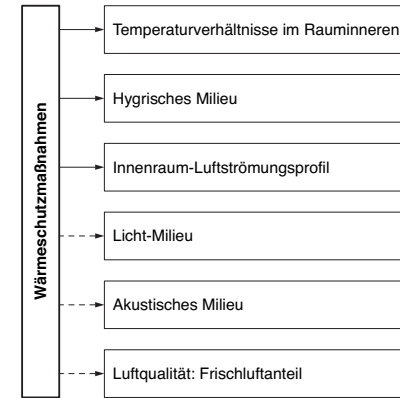 Wärmeschutzmaßnahmen
Temperaturverhältnisse im Rauminneren
Hygrisches Milieu
Innenraum-Luftströmungsprofil
Licht-Milieu
Akustisches Milieu
Luftqualität: Frischluftanteil